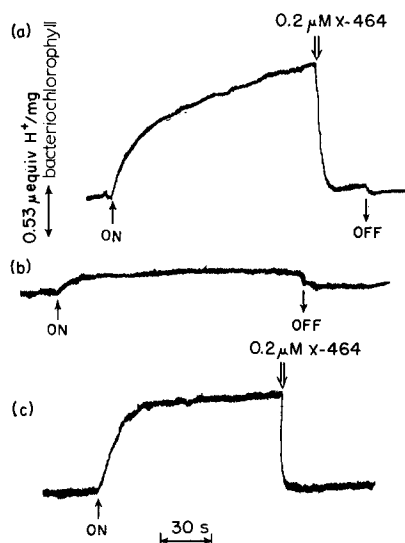 (a)
0.2 μM x-464
0.53 μequiv H⁺/mg
bacteriochlorophyll
ON
OFF
(b)
ON
OFF
0.2 μM x-464
(c)
ON
30 s